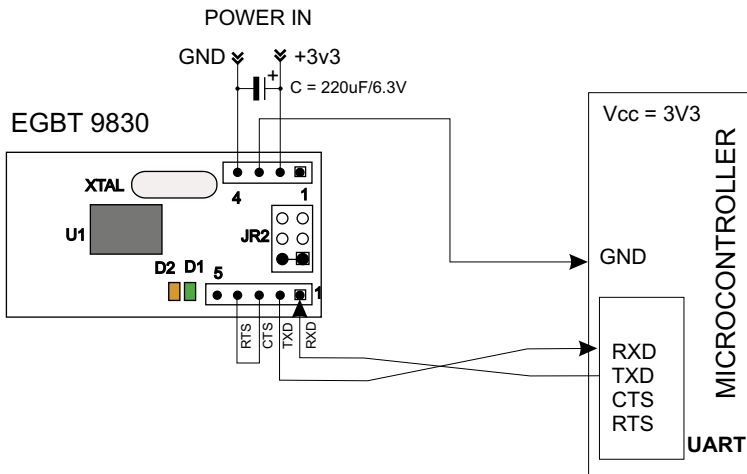 POWER IN
GND
+3v3
+
C = 220uF/6.3V
EGBT 9830
XTAL
4
1
U1
JR2
D2
D1
5
1
RTS
CTS
TXD
RXD
Vcc = 3V3
MICROCONTROLLER
GND
RXD
TXD
CTS
RTS
UART